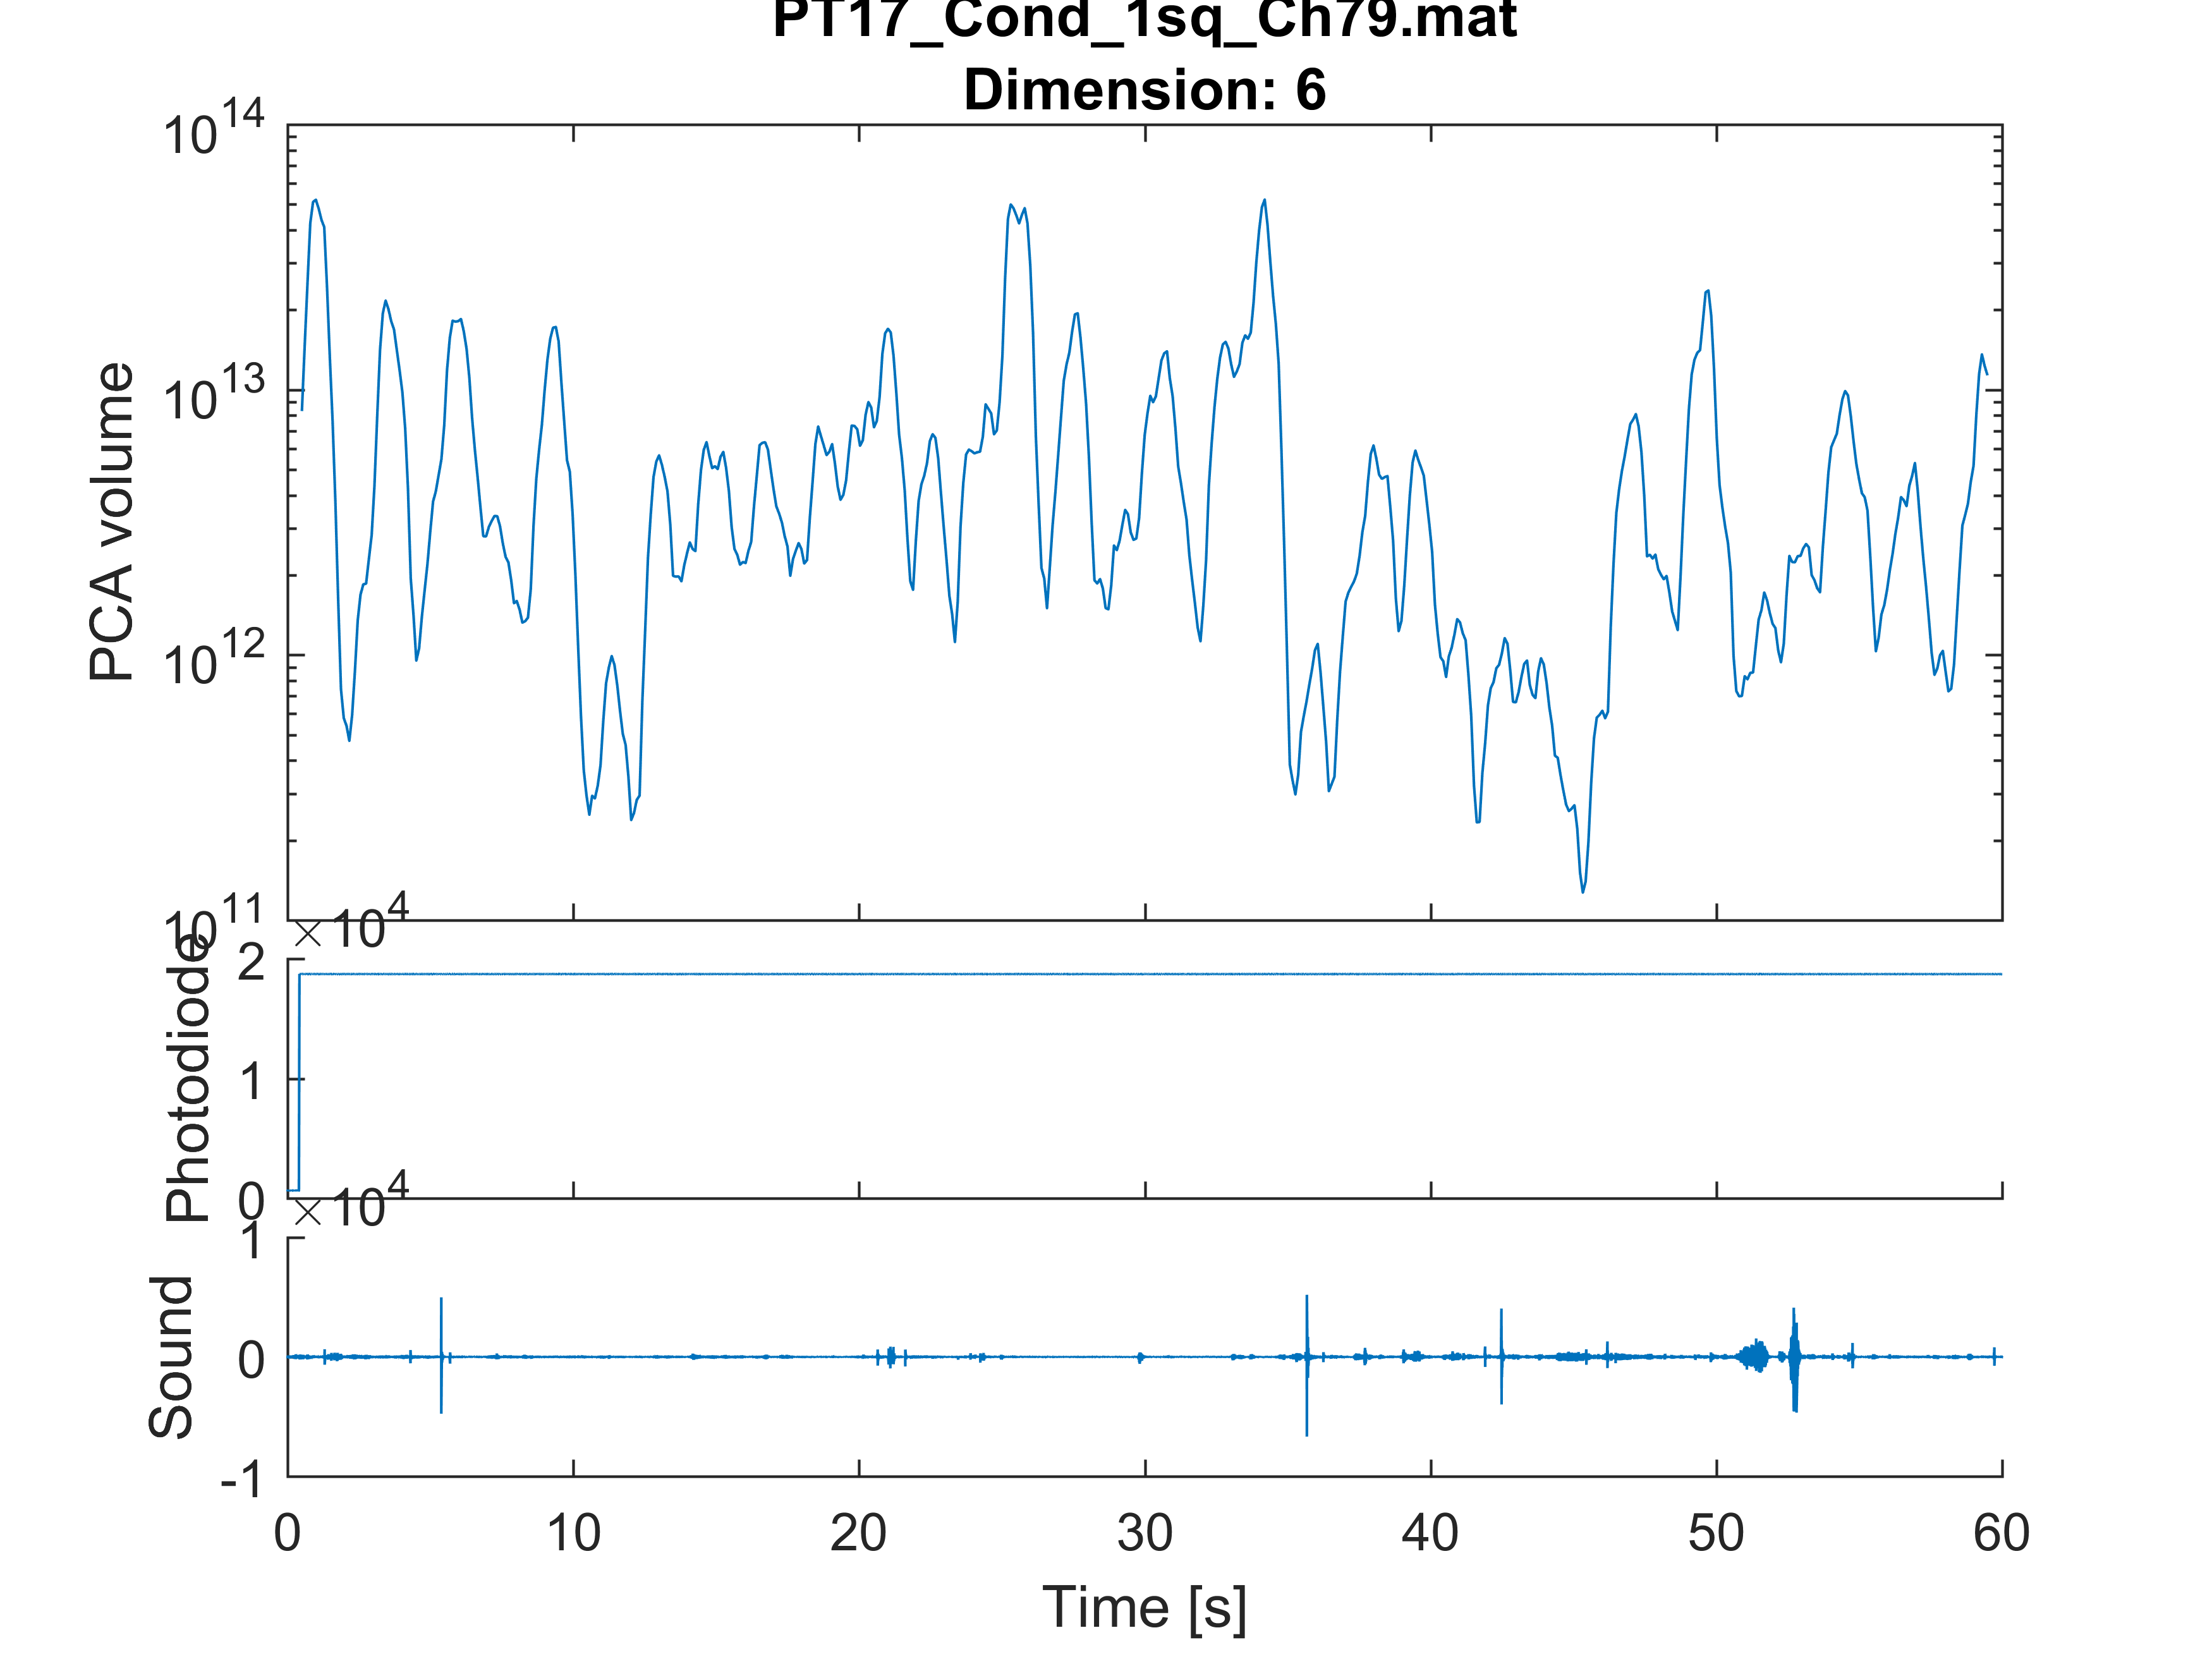 PT17_Cond_1sq_Ch79.mat
Dimension: 6
10^14
10^13
10^12
10^11
PCA volume
× 10^4
2
1
0
Photodiode
× 10^4
1
0
-1
Sound
0 10 20 30 40 50 60
Time [s]